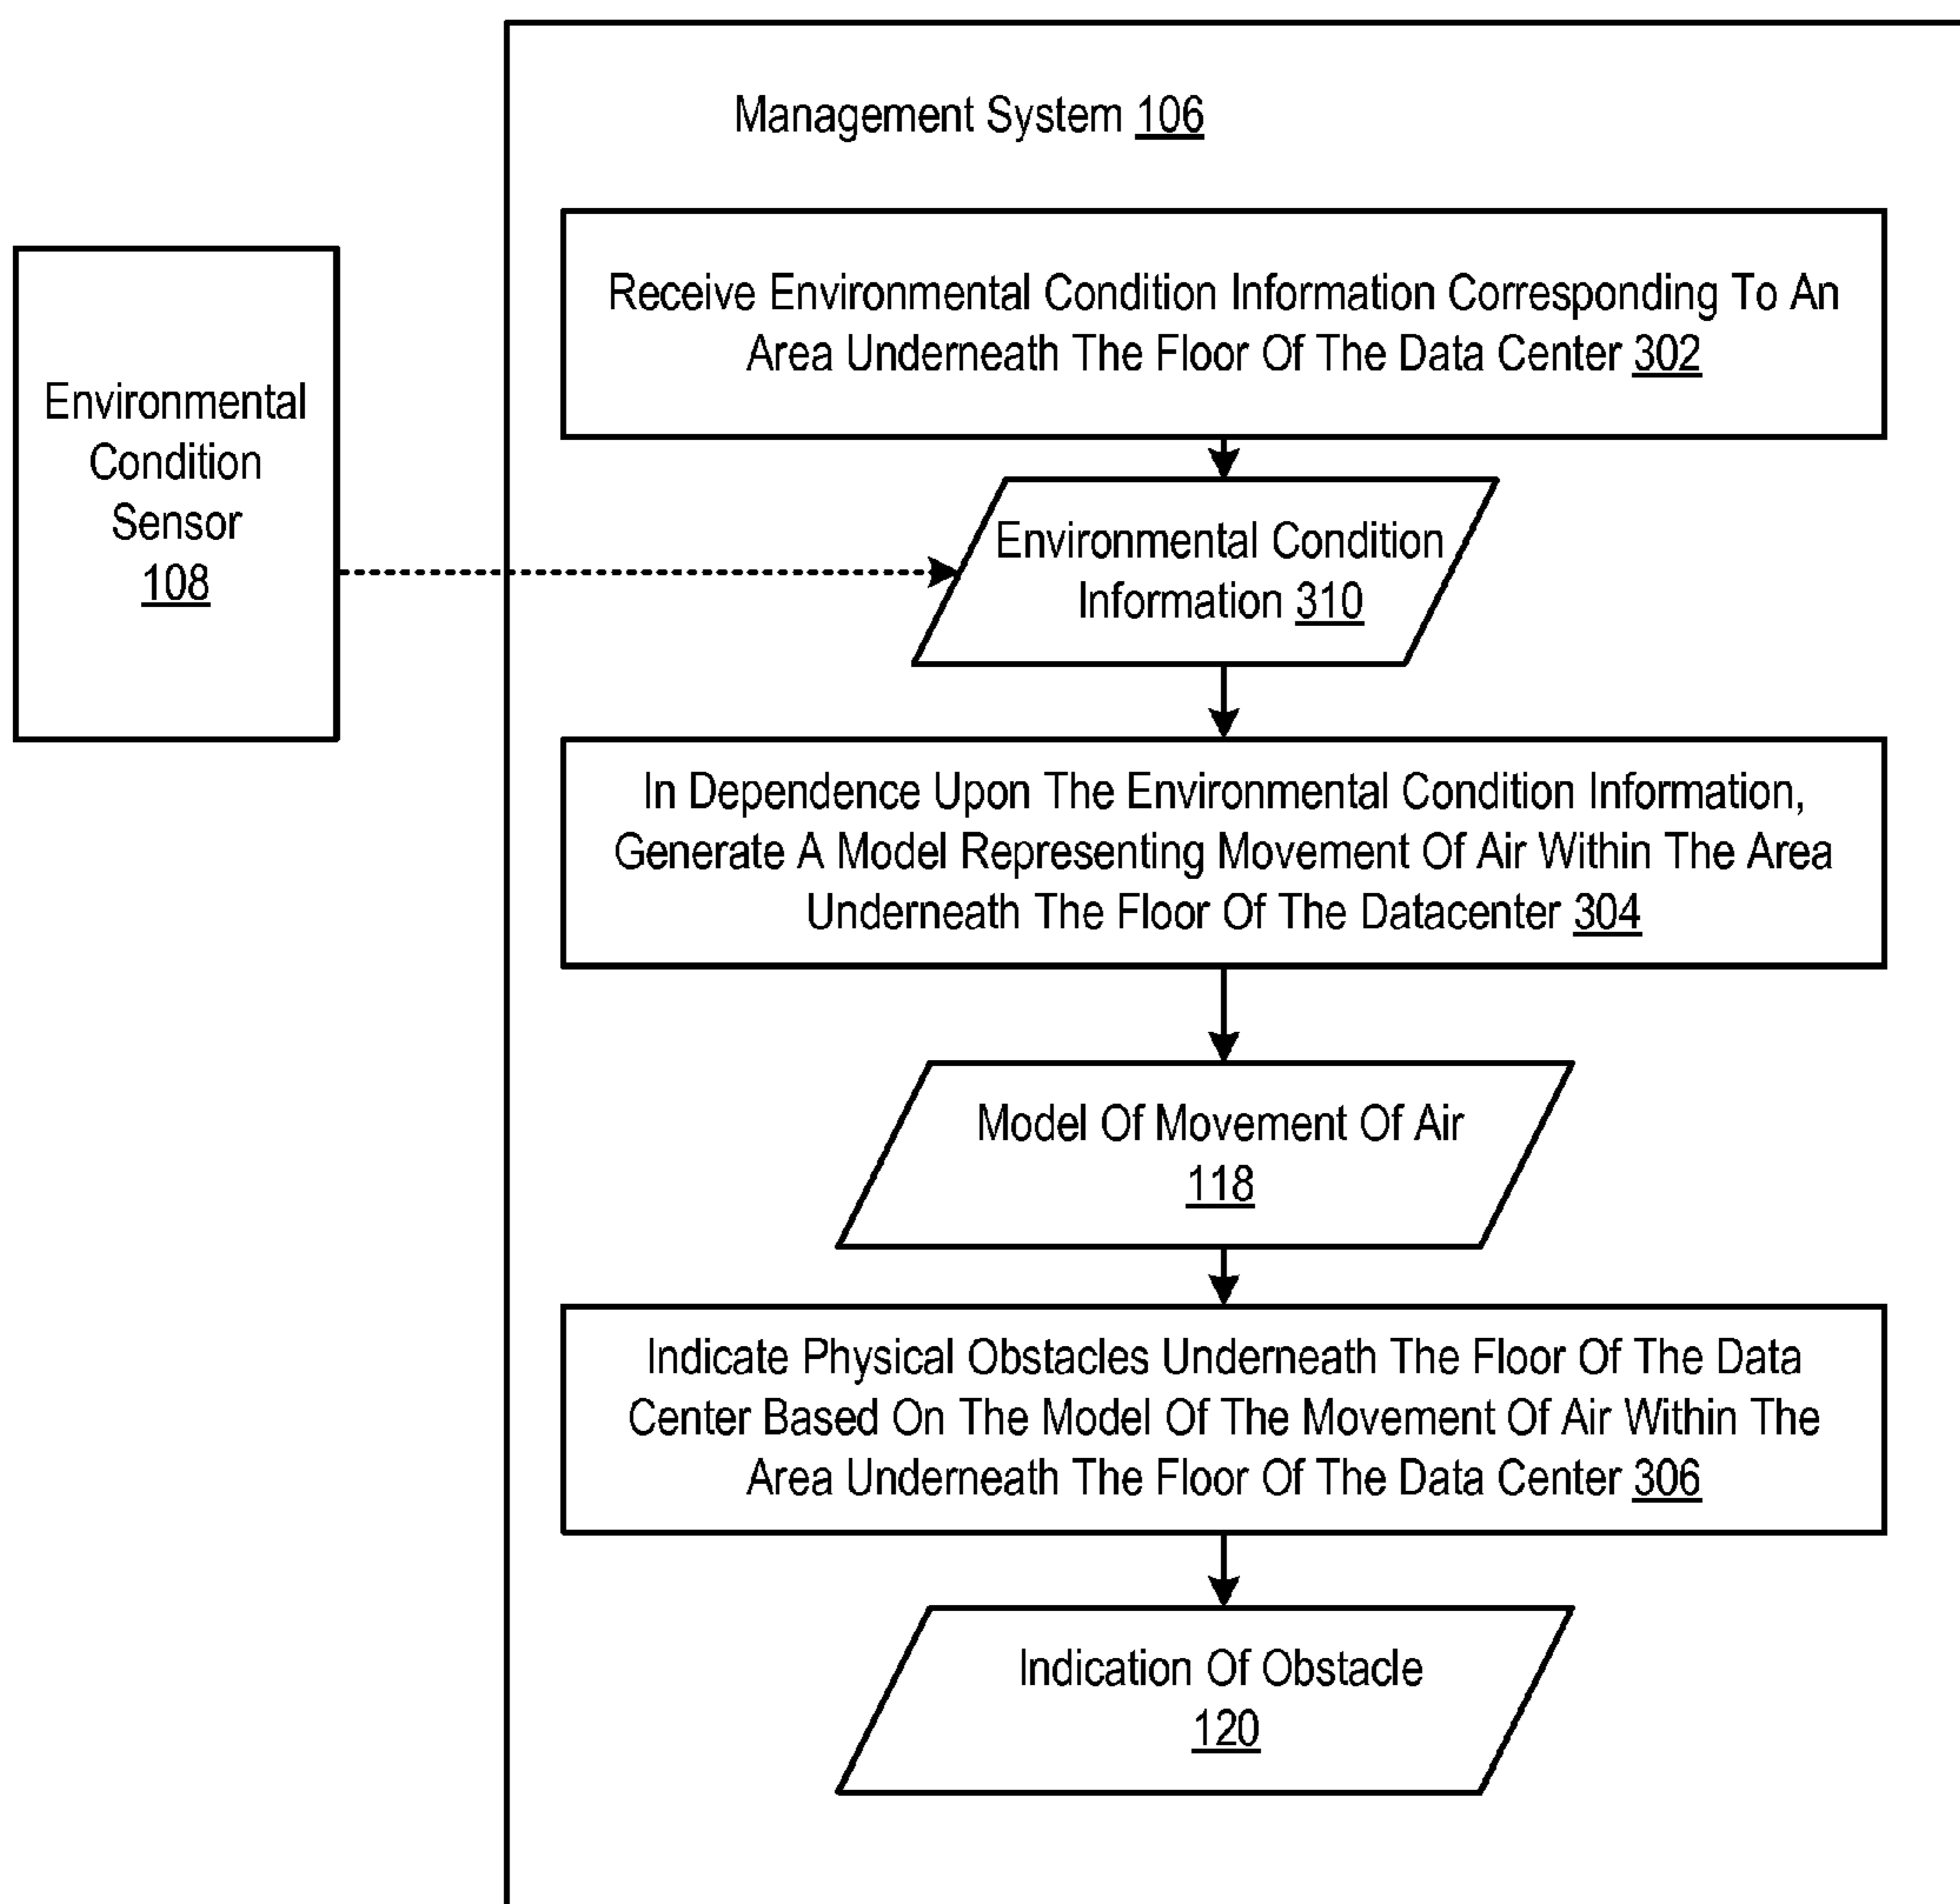 Management System 106
Environmental
Condition
Sensor
108
Receive Environmental Condition Information Corresponding To An
Area Underneath The Floor Of The Data Center 302
Environmental Condition
Information 310
In Dependence Upon The Environmental Condition Information,
Generate A Model Representing Movement Of Air Within The Area
Underneath The Floor Of The Datacenter 304
Model Of Movement Of Air
118
Indicate Physical Obstacles Underneath The Floor Of The Data
Center Based On The Model Of The Movement Of Air Within The
Area Underneath The Floor Of The Data Center 306
Indication Of Obstacle
120